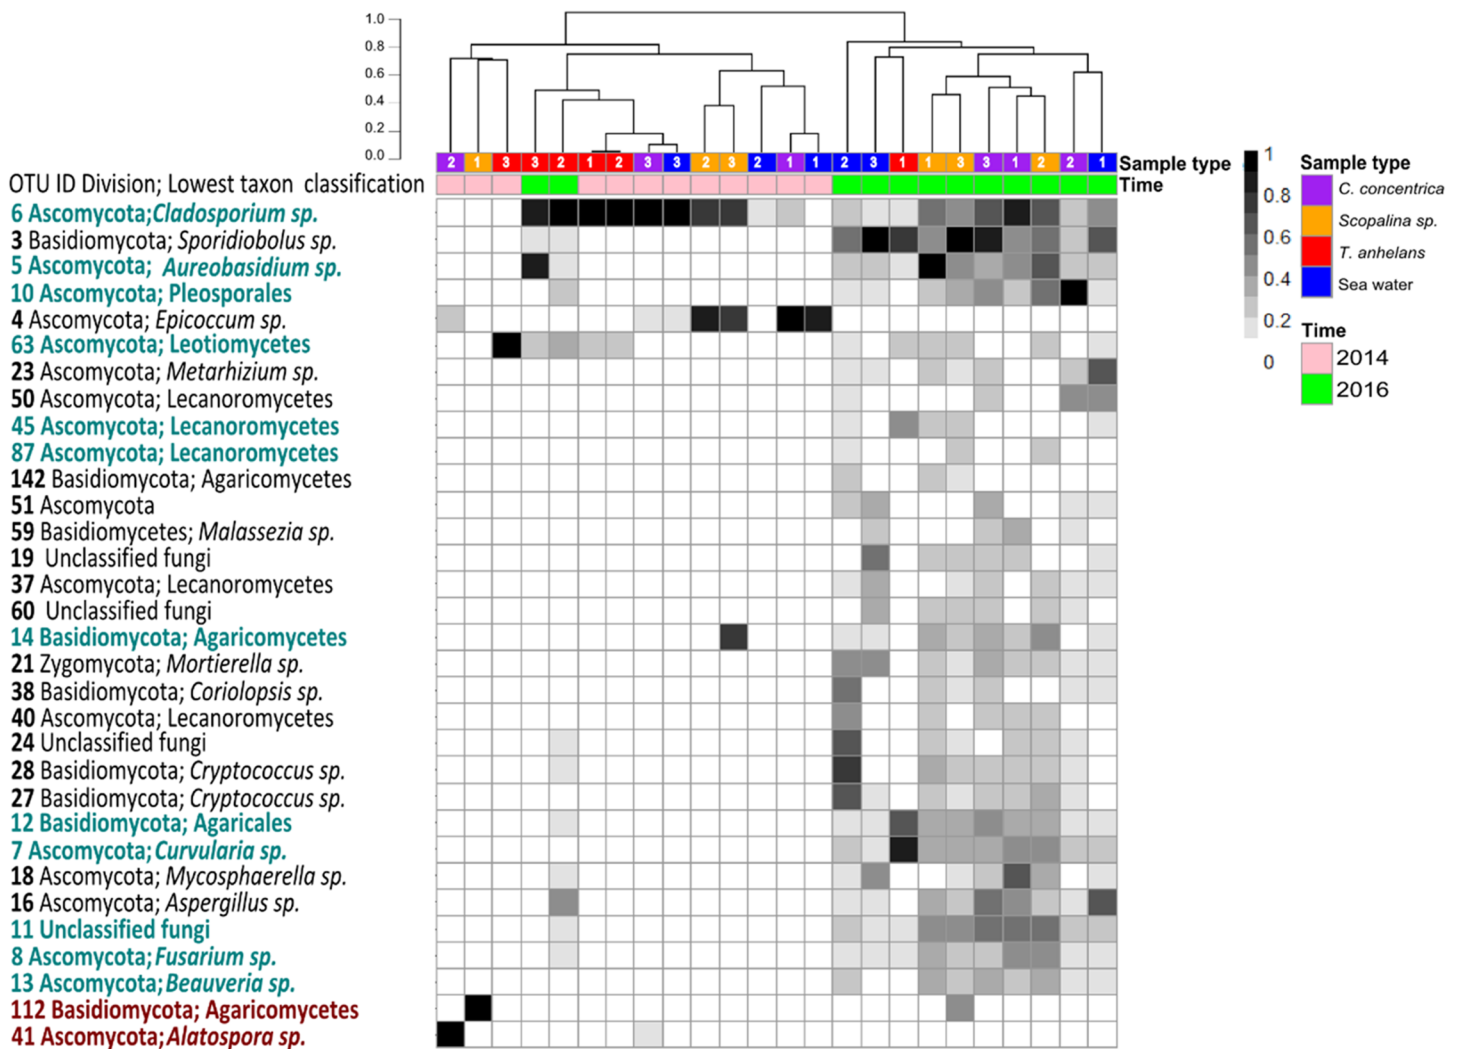 1.0
0.8
0.6
0.4
0.2
0.0
2 1 3 3 2 1 2 3 3 2 3 2 1 1 2 3 1 1 3 3 1 2 2 1 Sample type
OTU ID Division; Lowest taxon classification Time
6 Ascomycota;Cladosporium sp.
3 Basidiomycota; Sporidiobolus sp.
5 Ascomycota; Aureobasidium sp.
10 Ascomycota; Pleosporales
4 Ascomycota; Epicoccum sp.
63 Ascomycota; Leotiomycetes
23 Ascomycota; Metarhizium sp.
50 Ascomycota; Lecanoromycetes
45 Ascomycota; Lecanoromycetes
87 Ascomycota; Lecanoromycetes
142 Basidiomycota; Agaricomycetes
51 Ascomycota
59 Basidiomycetes; Malassezia sp.
19 Unclassified fungi
37 Ascomycota; Lecanoromycetes
60 Unclassified fungi
14 Basidiomycota; Agaricomycetes
21 Zygomycota; Mortierella sp.
38 Basidiomycota; Coriolopsis sp.
40 Ascomycota; Lecanoromycetes
24 Unclassified fungi
28 Basidiomycota; Cryptococcus sp.
27 Basidiomycota; Cryptococcus sp.
12 Basidiomycota; Agaricales
7 Ascomycota;Curvularia sp.
18 Ascomycota; Mycosphaerella sp.
16 Ascomycota; Aspergillus sp.
11 Unclassified fungi
8 Ascomycota;Fusarium sp.
13 Ascomycota;Beauveria sp.
112 Basidiomycota; Agaricomycetes
41 Ascomycota;Alatospora sp.
1
0.8
0.6
0.4
0.2
0
Sample type
C. concentrica
Scopalina sp.
T. anhelans
Sea water
Time
2014
2016